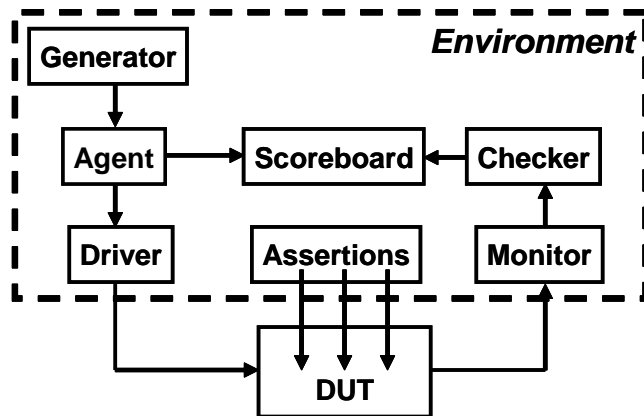 Environment
Generator
Agent
Scoreboard
Checker
Driver
Assertions
Monitor
DUT